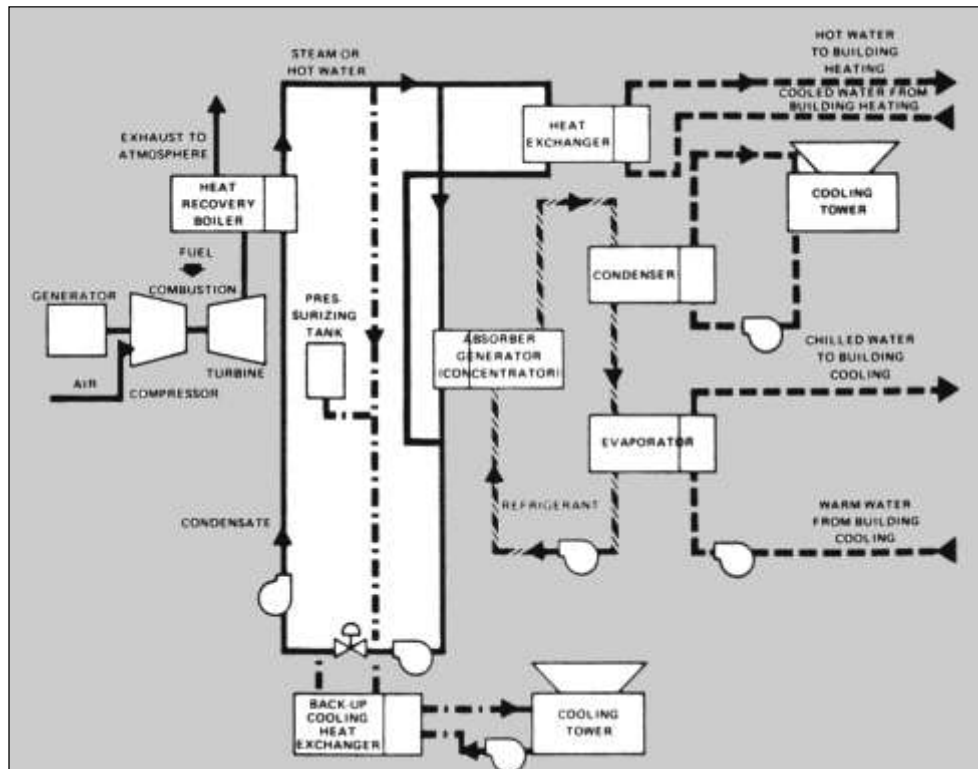 STEAM OR
HOT WATER
HOT WATER
TO BUILDING
HEATING
COOLED WATER FROM
BUILDING HEATING
EXHAUST TO
ATMOSPHERE
HEAT
EXCHANGER
HEAT
RECOVERY
BOILER
COOLING
TOWER
FUEL
COMBUSTION
GENERATOR
CONDENSER
PRES
SURIZING
TANK
ABSORBER
GENERATOR
(CONCENTRATOR)
CHILLED WATER
TO BUILDING
COOLING
TURBINE
AIR
COMPRESSOR
EVAPORATOR
REFRIGERANT
WARM WATER
FROM BUILDING
COOLING
CONDENSATE
BACK-UP
COOLING
HEAT
EXCHANGER
COOLING
TOWER